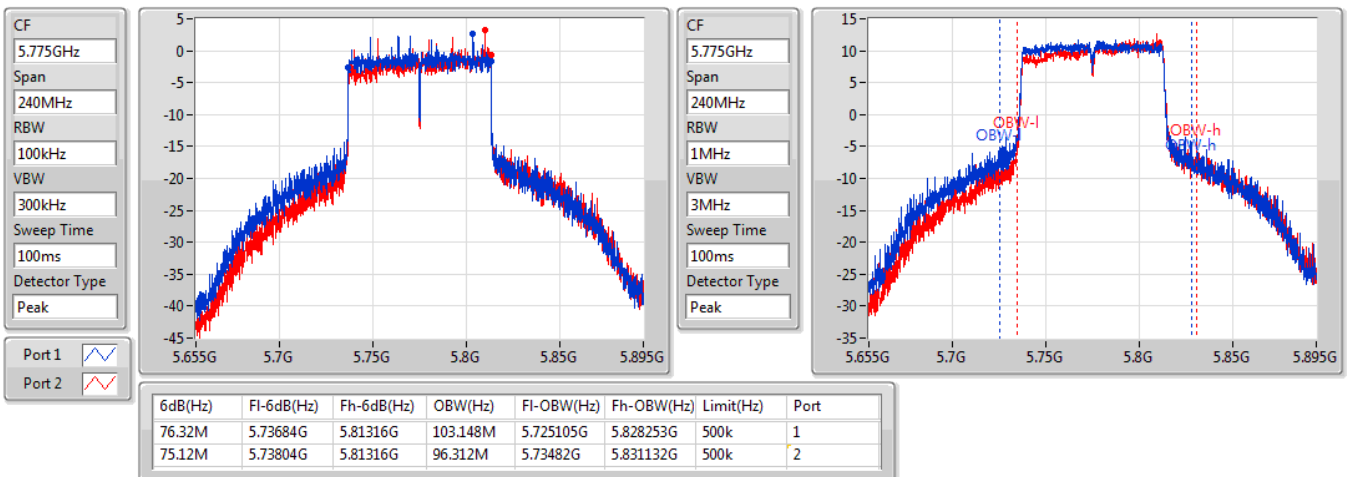 CF
5.775GHz
Span
240MHz
RBW
100kHz
VBW
300kHz
Sweep Time
100ms
Detector Type
Peak
Port 1
Port 2
5
0
-5
-10
-15
-20
-25
-30
-35
-40
-45
5.655G 5.7G 5.75G 5.8G 5.85G 5.895G
CF
5.775GHz
Span
240MHz
RBW
1MHz
VBW
3MHz
Sweep Time
100ms
Detector Type
Peak
15
10
5
0
-5
-10
-15
-20
-25
-30
-35
OBW-l
OBW-h
OBW-h
5.655G 5.7G 5.75G 5.8G 5.85G 5.895G
6dB(Hz) Fl-6dB(Hz) Fh-6dB(Hz) OBW(Hz) Fl-OBW(Hz) Fh-OBW(Hz) Limit(Hz) Port
76.32M 5.73684G 5.81316G 103.148M 5.725105G 5.828253G 500k 1
75.12M 5.73804G 5.81316G 96.312M 5.73482G 5.831132G 500k 2